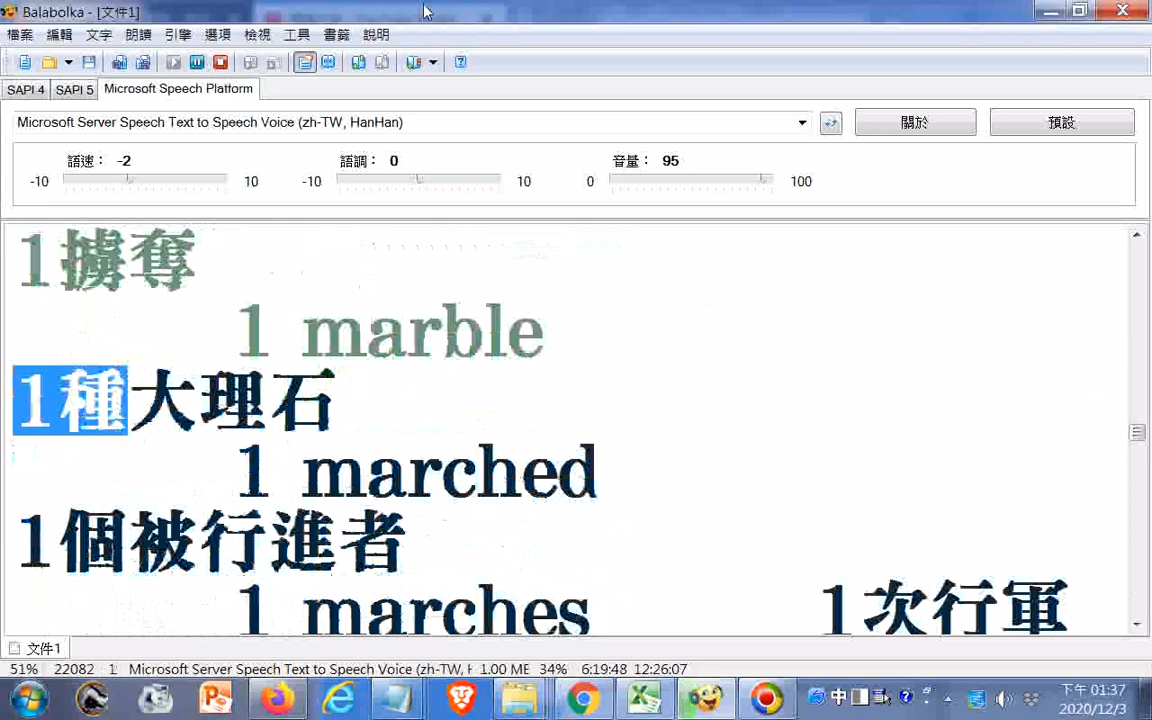 Balabolka - [文件1]
檔案 編輯 文字 朗讀 引擎 選項 檢視 工具 書籤 說明
SAPI 4 SAPI 5 Microsoft Speech Platform
Microsoft Server Speech Text to Speech Voice (zh-TW, HanHan) 關於 預設
語速： -2 語調： 0 音量： 95
-10 10 -10 10 0 100
1擄奪
1 marble
1種大理石
1 marched
1個被行進者
1 marches 1次行軍
文件1
51% 22082 1 Microsoft Server Speech Text to Speech Voice (zh-TW, 1.00 ME 34% 6:19:48 12:26:07
中 下午 01:37
2020/12/3